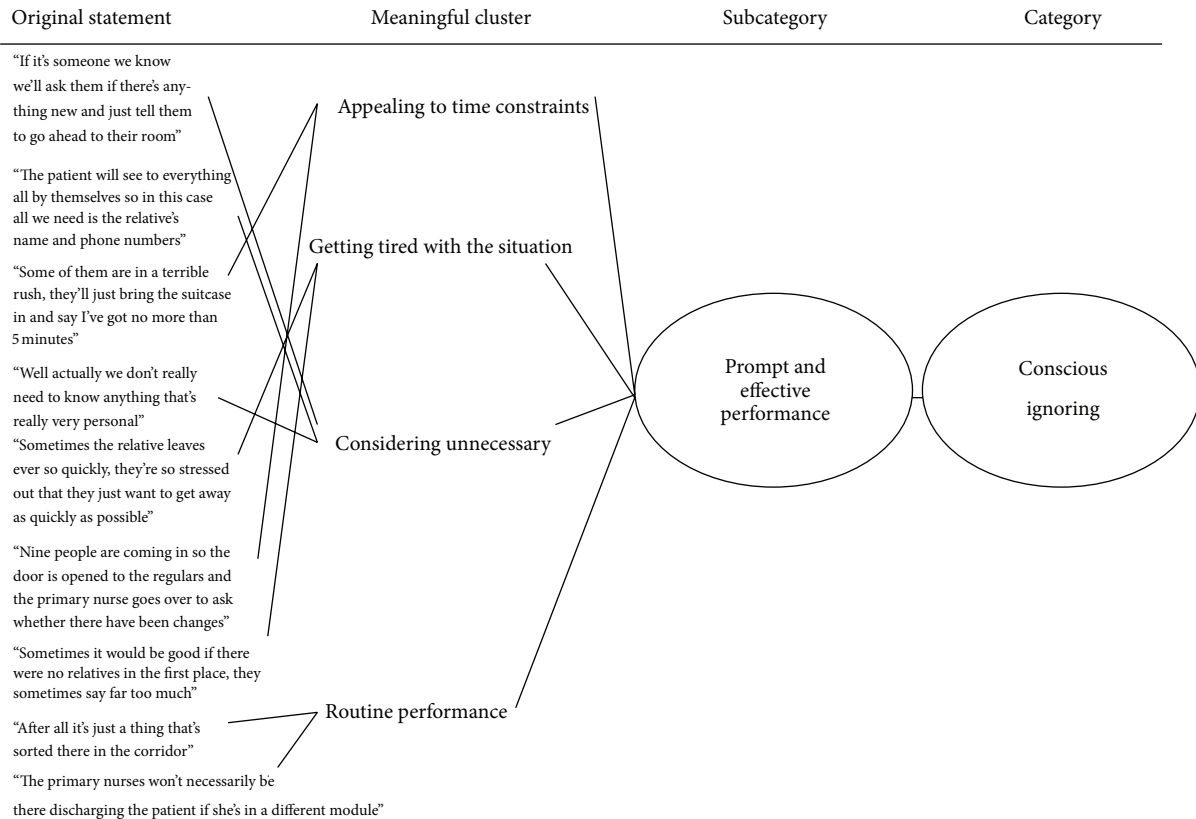 Original statement
Meaningful cluster
Subcategory
Category
“If it’s someone we know
we’ll ask them if there’s any-
thing new and just tell them
to go ahead to their room”
“The patient will see to everything
all by themselves so in this case
all we need is the relative’s
name and phone numbers”
“Some of them are in a terrible
rush, they’ll just bring the suitcase
in and say I’ve got no more than
5 minutes”
“Well actually we don’t really
need to know anything that’s
really very personal”
“Sometimes the relative leaves
ever so quickly, they’re so stressed
out that they just want to get away
as quickly as possible”
“Nine people are coming in so the
door is opened to the regulars and
the primary nurse goes over to ask
whether there have been changes”
“Sometimes it would be good if there
were no relatives in the first place, they
sometimes say far too much”
“After all it’s just a thing that’s
sorted there in the corridor”
“The primary nurses won’t necessarily be
there discharging the patient if she’s in a different module”
Appealing to time constraints
Getting tired with the situation
Considering unnecessary
Routine performance
Prompt and
effective
performance
Conscious
ignoring